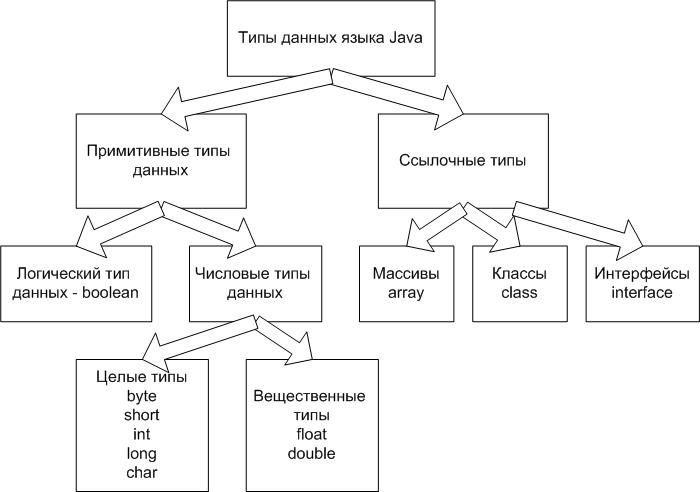 Типы данных языка Java
Примитивные типы
данных
Ссылочные типы
Логический тип
данных - boolean
Числовые типы
данных
Массивы
array
Классы
class
Интерфейсы
interface
Целые типы
byte
short
int
long
char
Вещественные
типы
float
double